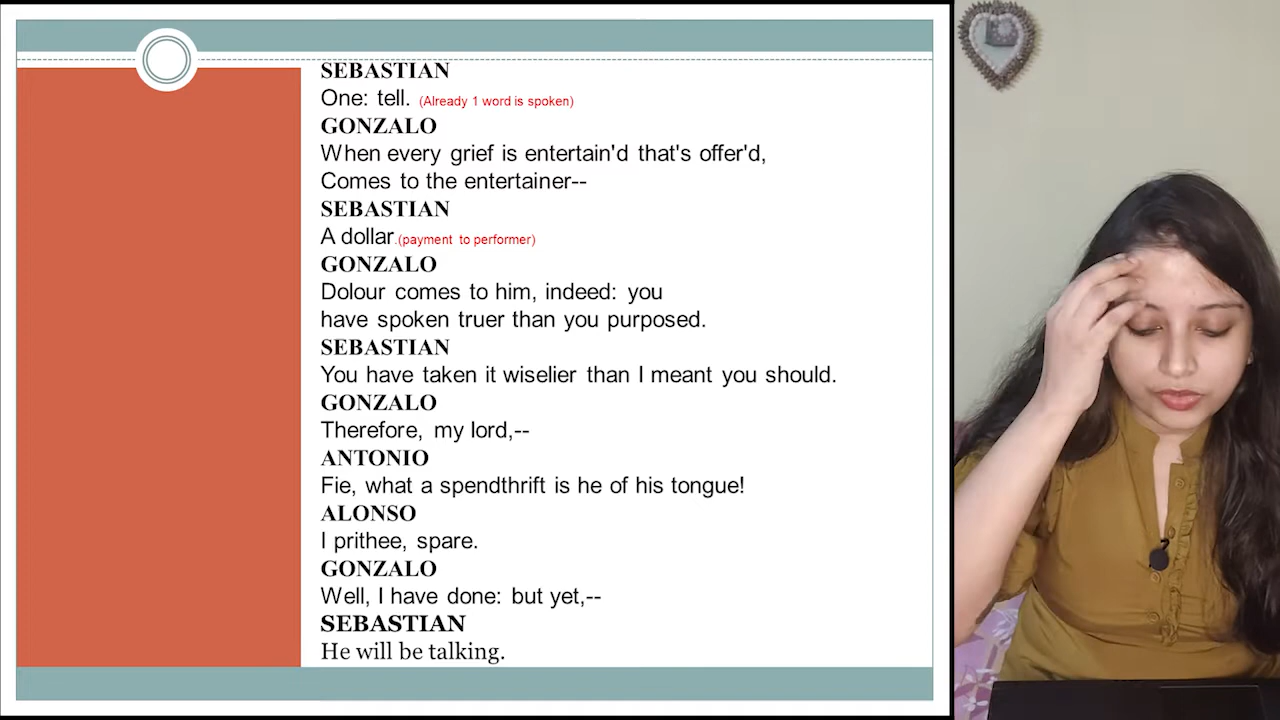 SEBASTIAN
One: tell. (Already 1 word is spoken)
GONZALO
When every grief is entertain'd that's offer'd,
Comes to the entertainer--
SEBASTIAN
A dollar.(payment to performer)
GONZALO
Dolour comes to him, indeed: you
have spoken truer than you purposed.
SEBASTIAN
You have taken it wiselier than I meant you should.
GONZALO
Therefore, my lord,--
ANTONIO
Fie, what a spendthrift is he of his tongue!
ALONSO
I prithee, spare.
GONZALO
Well, I have done: but yet,--
SEBASTIAN
He will be talking.